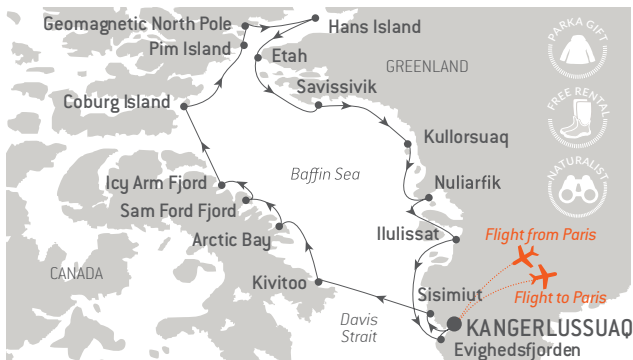 Geomagnetic North Pole
Hans Island
Pim Island
Etah
GREENLAND
Savissivik
Coburg Island
Kullorsuaq
Baffin Sea
Icy Arm Fjord
Nuliarfik
Sam Ford Fjord
Arctic Bay
Ilulissat
Flight from Paris
CANADA
Kivitoo
Sisimiut
Flight to Paris
Davis
Strait
KANGERLUSSUAQ
Evighedsfjorden
PARKA GIFT
FREE RENTAL
NATURALIST